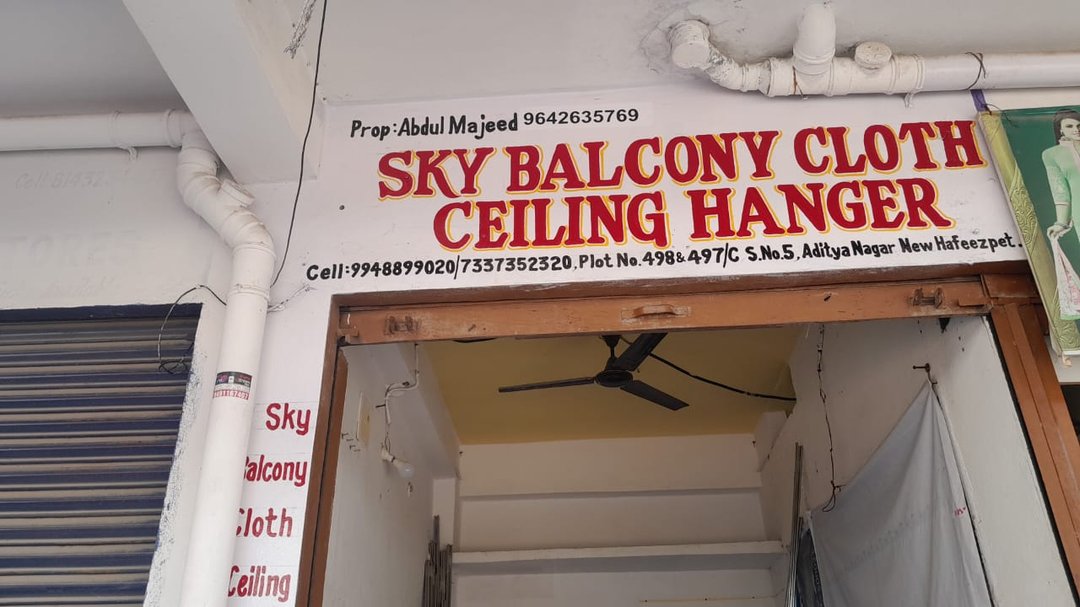 Prop:Abdul Majeed 9642635769
SKY BALCONY CLOTH
CEILING HANGER
Cell:9948899020/7337352320, Plot No. 498 & 497/C S.No.5, Aditya Nagar New Hafeezpet.
Sky
Balcony
Cloth
Ceiling